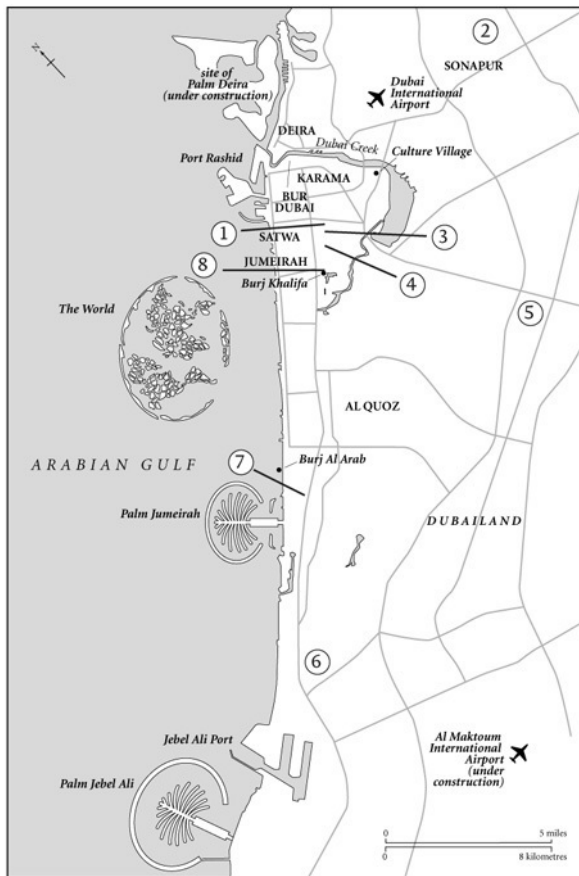 N
2
SONAPUR
site of
Palm Deira
(under construction)
Dubai
International
Airport
DEIRA
Dubai Creek
Culture Village
Port Rashid
KARAMA
BUR
DUBAI
1
SATWA
3
8
JUMEIRAH
4
Burj Khalifa
The World
5
AL QUOZ
ARABIAN GULF
7
Burj Al Arab
Palm Jumeirah
DUBAILAND
6
Jebel Ali Port
Al Maktoum
International
Airport
(under
construction)
Palm Jebel Ali
0 5 miles
0 8 kilometres